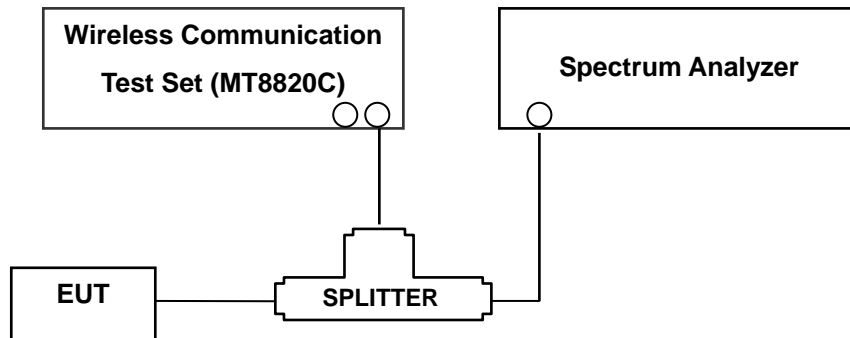 Wireless Communication
Test Set (MT8820C)
Spectrum Analyzer
EUT
SPLITTER